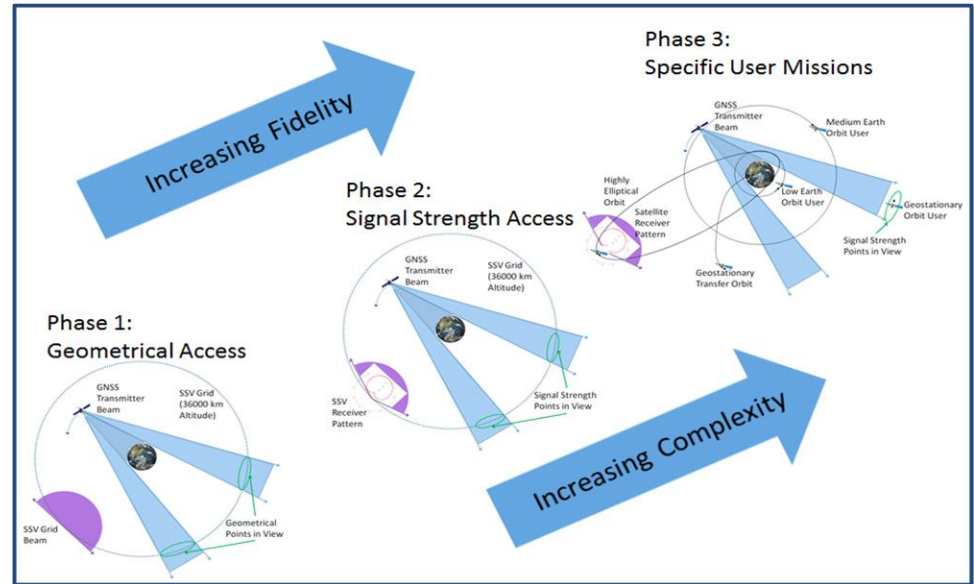 Increasing Fidelity
Phase 3:
Specific User Missions
GNSS
Transmitter
Beam
Medium Earth
Orbit User
Highly
Elliptical
Orbit
Satellite
Receiver
Pattern
Low Earth
Orbit User
Geostationary
Orbit User
Signal Strength
Points in View
Geostationary
Transfer Orbit
Phase 2:
Signal Strength Access
GNSS
Transmitter
Beam
SSV Grid
(36000 km
Altitude)
SSV
Receiver
Pattern
Signal Strength
Points in View
Phase 1:
Geometrical Access
GNSS
Transmitter
Beam
SSV Grid
(36000 km
Altitude)
SSV Grid
Beam
Geometrical
Points in View
Increasing Complexity